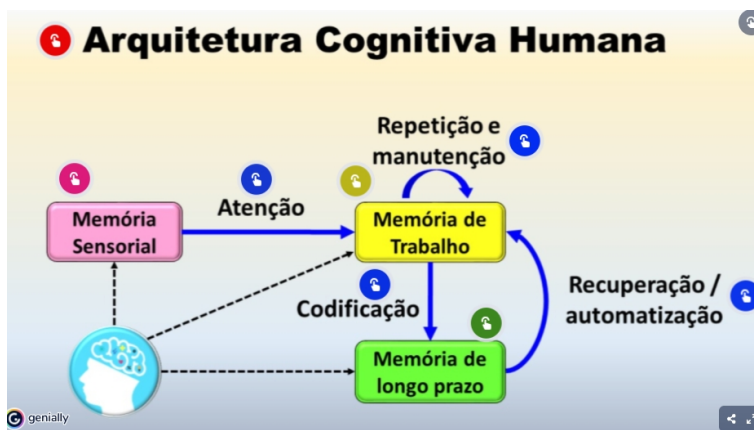 Arquitetura Cognitiva Humana
Repetição e
manutenção
Atenção
Memória
Sensorial
Memória de
Trabalho
Codificação
Recuperação /
automatização
Memória de
longo prazo
genially